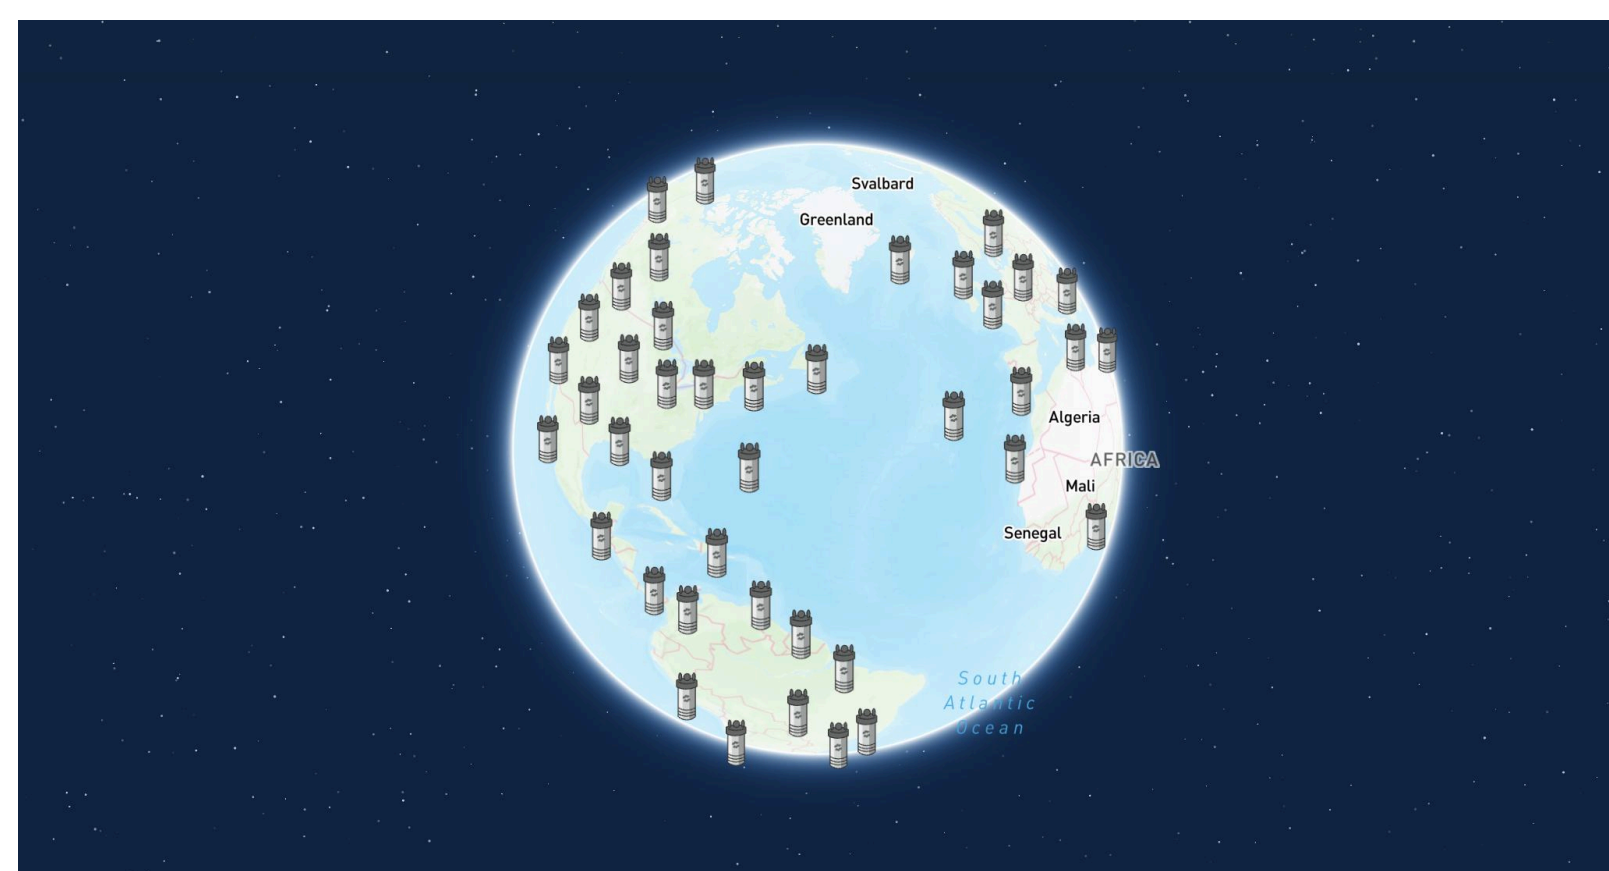 Svalbard
Greenland
Algeria
AFRICA
Mali
Senegal
South
Atlantic
Ocean